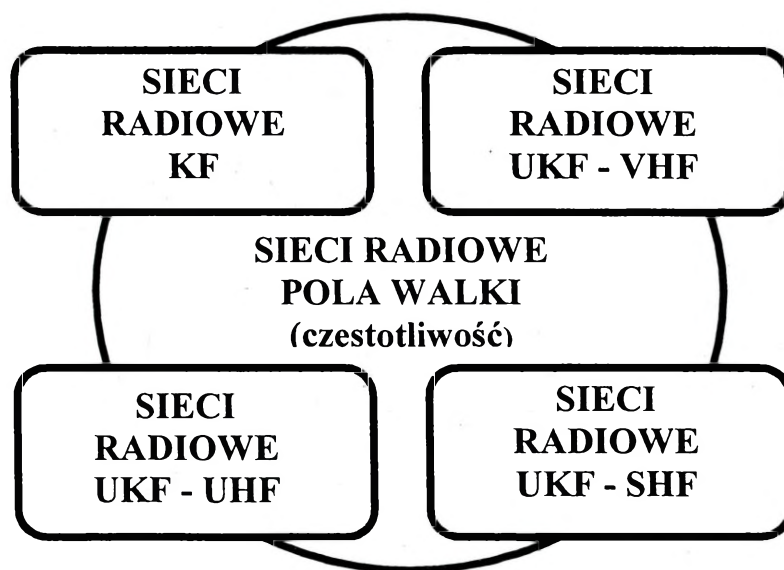 SIECI
RADIOWE
KF
SIECI
RADIOWE
UKF - VHF
SIECI RADIOWE
POLA WALKI
(czestotliwość)
SIECI
RADIOWE
UKF - UHF
SIECI
RADIOWE
UKF - SHF